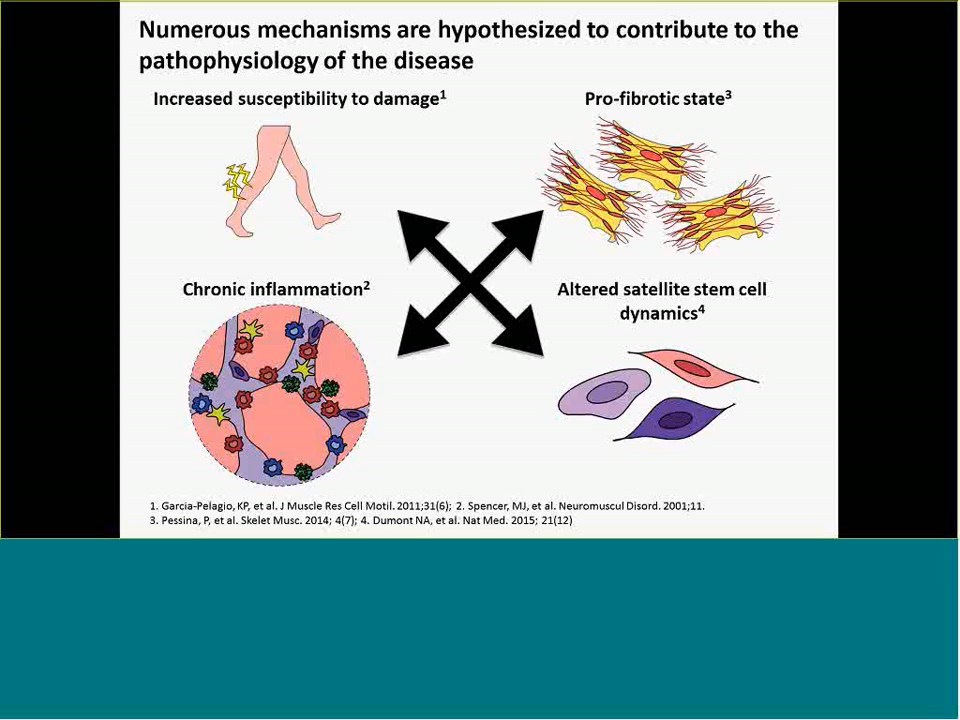 Numerous mechanisms are hypothesized to contribute to the
pathophysiology of the disease
Increased susceptibility to damage1
Pro-fibrotic state3
Chronic inflammation2
Altered satellite stem cell
dynamics4
1. Garcia-Pelagio, KP, et al. J Muscle Res Cell Motil. 2011;31(6); 2. Spencer, MJ, et al. Neuromuscul Disord. 2001;11.
3. Pessina, P, et al. Skelet Musc. 2014; 4(7); 4. Dumont NA, et al. Nat Med. 2015; 21(12)